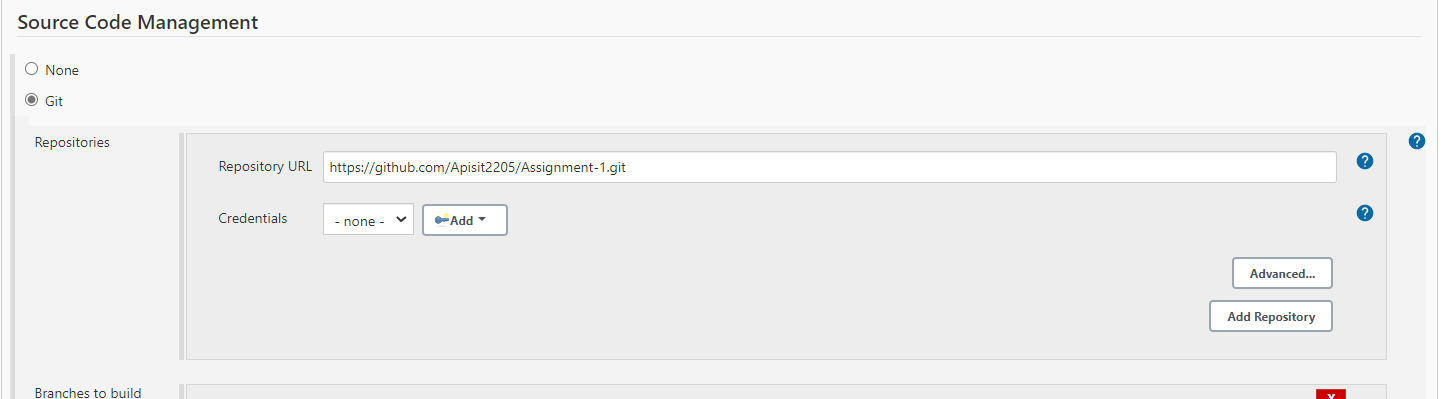 Source Code Management
None
Git
Repositories
?
Repository URL https://github.com/Apisit2205/Assignment-1.git ?
Credentials - none - Add ?
Advanced...
Add Repository
Branches to build X